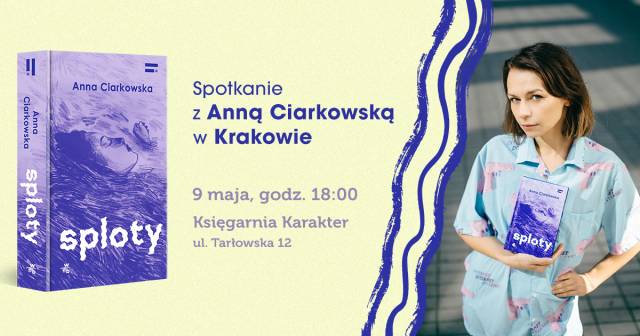 Anna Ciarkowska
sploty
Anna
Ciarkowska
sploty
Spotkanie
z Anną Ciarkowską
w Krakowie
9 maja, godz. 18:00
Księgarnia Karakter
ul. Tarłowska 12
Anna Ciarkowska
sploty